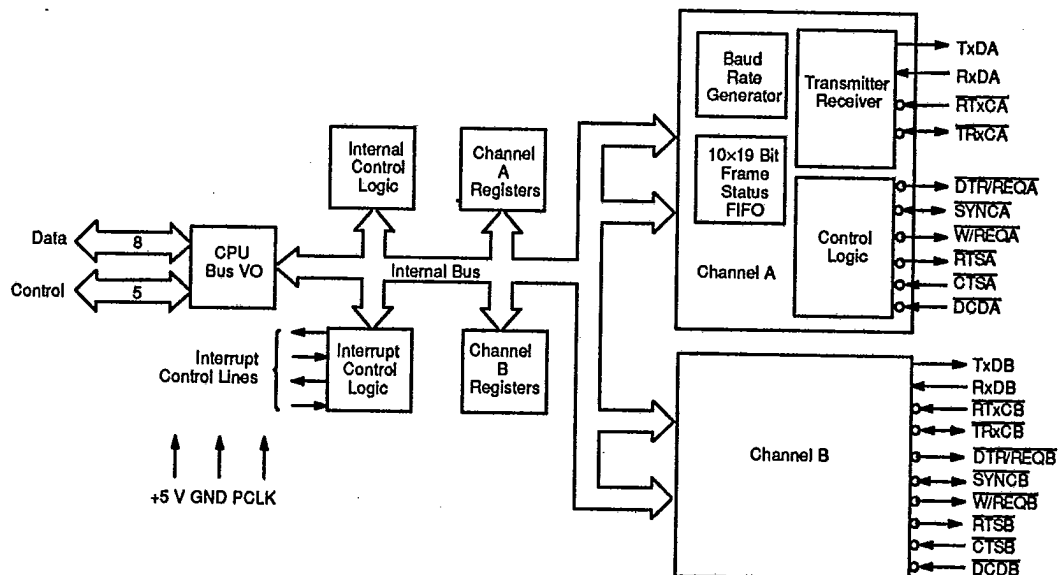 Baud
Rate
Generator
Transmitter
Receiver
TxDA
RxDA
RTxCA
TRxCA
Internal
Control
Logic
Channel
A
Registers
10×19 Bit
Frame
Status
FIFO
Channel A
Control
Logic
DTR/REQA
SYNCA
W/REQA
RTSA
CTSA
DCDA
Data
8
Control
5
CPU
Bus VO
Internal Bus
Interrupt
Control Lines
Interrupt
Control
Logic
Channel
B
Registers
+5 V GND PCLK
Channel B
TxDB
RxDB
RTxCB
TRxCB
DTR/REQB
SYNCB
W/REQB
RTSB
CTSB
DCDB